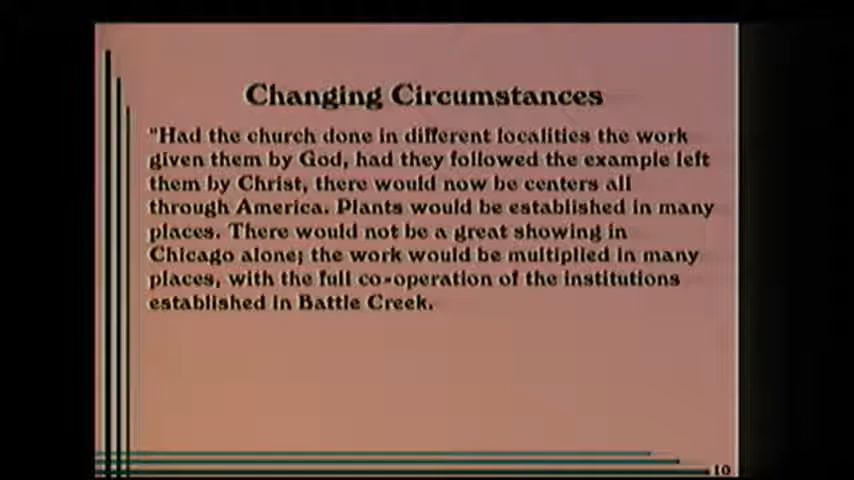 Changing Circumstances
"Had the church done in different localities the work
given them by God, had they followed the example left
them by Christ, there would now be centers all
through America. Plants would be established in many
places. There would not be a great showing in
Chicago alone; the work would be multiplied in many
places, with the full co-operation of the institutions
established in Battle Creek.
10